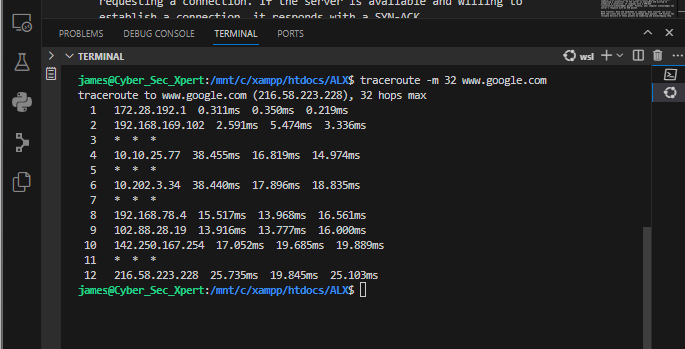 requesting a connection. If the server is available and willing to
establish a connection, it responds with a SYN-ACK
PROBLEMS DEBUG CONSOLE TERMINAL PORTS
TERMINAL wsl
james@Cyber_Sec_Xpert:/mnt/c/xampp/htdocs/ALX$ traceroute -m 32 www.google.com
traceroute to www.google.com (216.58.223.228), 32 hops max
1 172.28.192.1 0.311ms 0.350ms 0.219ms
2 192.168.169.102 2.591ms 5.474ms 3.336ms
3 * * *
4 10.10.25.77 38.455ms 16.819ms 14.974ms
5 * * *
6 10.202.3.34 38.440ms 17.896ms 18.835ms
7 * * *
8 192.168.78.4 15.517ms 13.968ms 16.561ms
9 102.88.28.19 13.916ms 13.777ms 16.000ms
10 142.250.167.254 17.052ms 19.685ms 19.889ms
11 * * *
12 216.58.223.228 25.735ms 19.845ms 25.103ms
james@Cyber_Sec_Xpert:/mnt/c/xampp/htdocs/ALX$